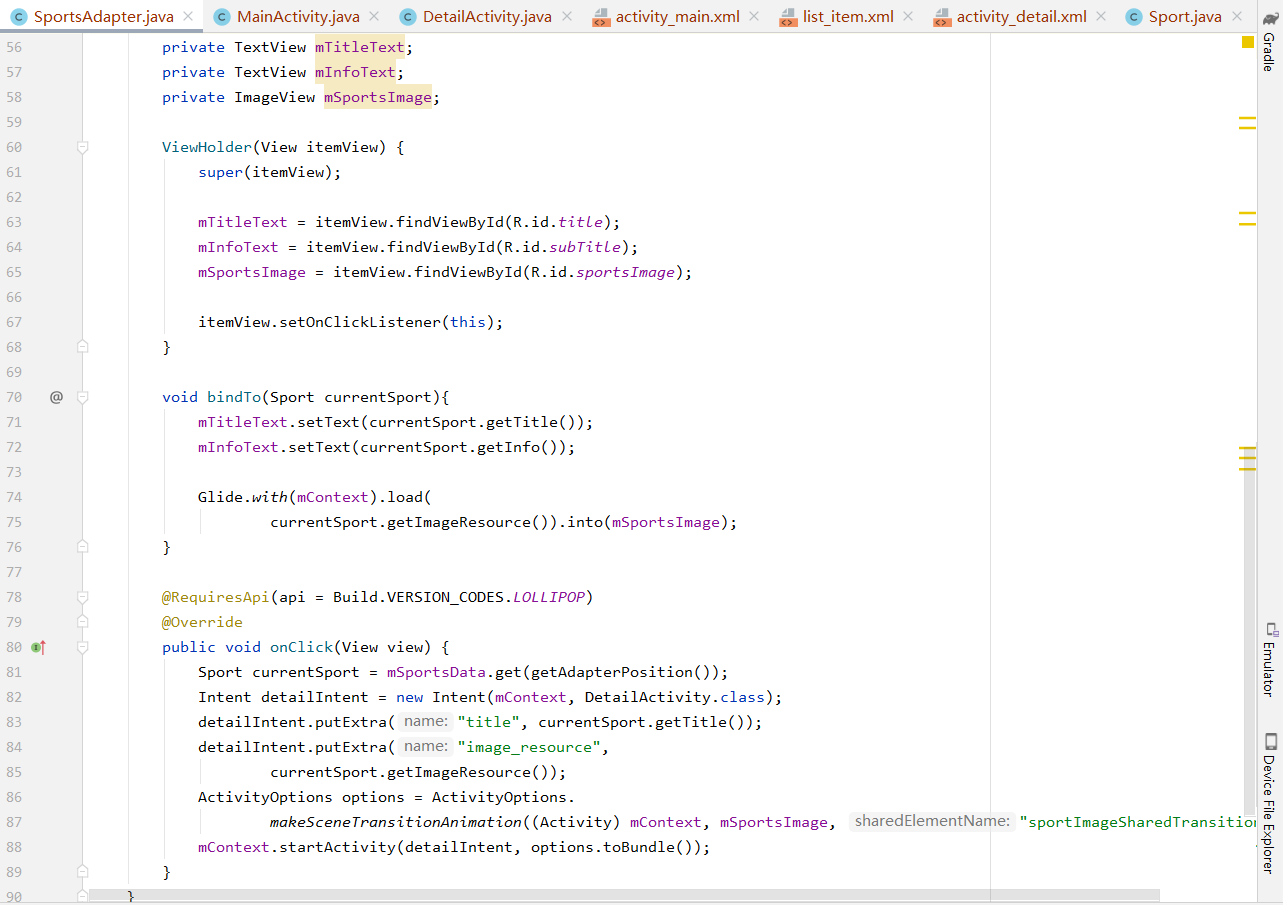 SportsAdapter.java MainActivity.java DetailActivity.java activity_main.xml list_item.xml activity_detail.xml Sport.java
56 private TextView mTitleText;
57 private TextView mInfoText;
58 private ImageView mSportsImage;
59
60 ViewHolder(View itemView) {
61 super(itemView);
62
63 mTitleText = itemView.findViewById(R.id.title);
64 mInfoText = itemView.findViewById(R.id.subTitle);
65 mSportsImage = itemView.findViewById(R.id.sportsImage);
66
67 itemView.setOnClickListener(this);
68 }
69
70 @ void bindTo(Sport currentSport){
71 mTitleText.setText(currentSport.getTitle());
72 mInfoText.setText(currentSport.getInfo());
73
74 Glide.with(mContext).load(
75 currentSport.getImageResource()).into(mSportsImage);
76 }
77
78 @RequiresApi(api = Build.VERSION_CODES.LOLLIPOP)
79 @Override
80 public void onClick(View view) {
81 Sport currentSport = mSportsData.get(getAdapterPosition());
82 Intent detailIntent = new Intent(mContext, DetailActivity.class);
83 detailIntent.putExtra( name: "title", currentSport.getTitle());
84 detailIntent.putExtra( name: "image_resource",
85 currentSport.getImageResource());
86 ActivityOptions options = ActivityOptions.
87 makeSceneTransitionAnimation((Activity) mContext, mSportsImage, sharedElementName: "sportImageSharedTransition
88 mContext.startActivity(detailIntent, options.toBundle());
89 }
90 }
Gradle
Emulator
Device File Explorer